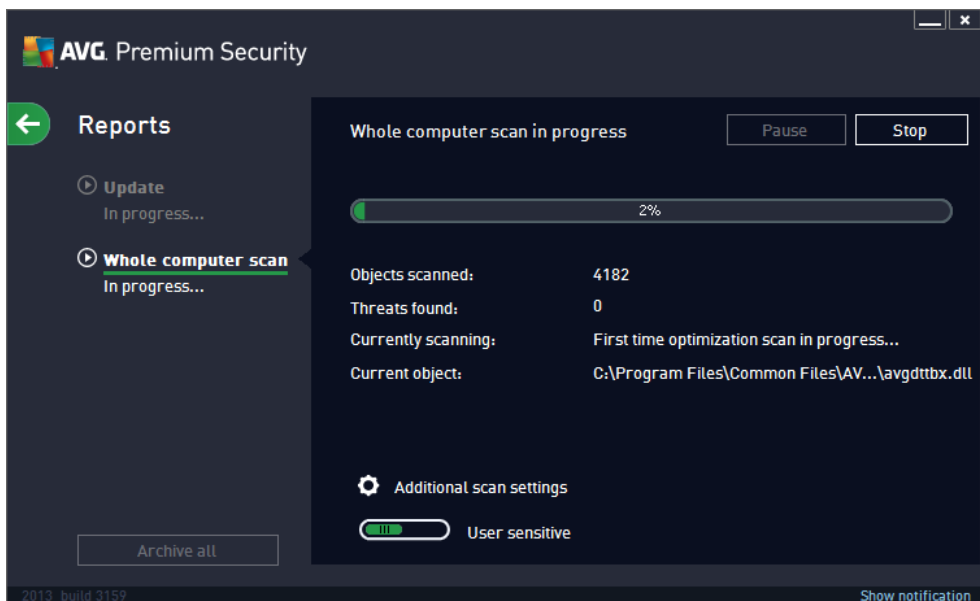 AVG. Premium Security
Reports
Update
In progress...
Whole computer scan
In progress...
Archive all
Whole computer scan in progress
Pause
Stop
2%
Objects scanned: 4182
Threats found: 0
Currently scanning: First time optimization scan in progress...
Current object: C:\Program Files\Common Files\AV...\avgdttbx.dll
Additional scan settings
User sensitive
2013 build 3159
Show notification